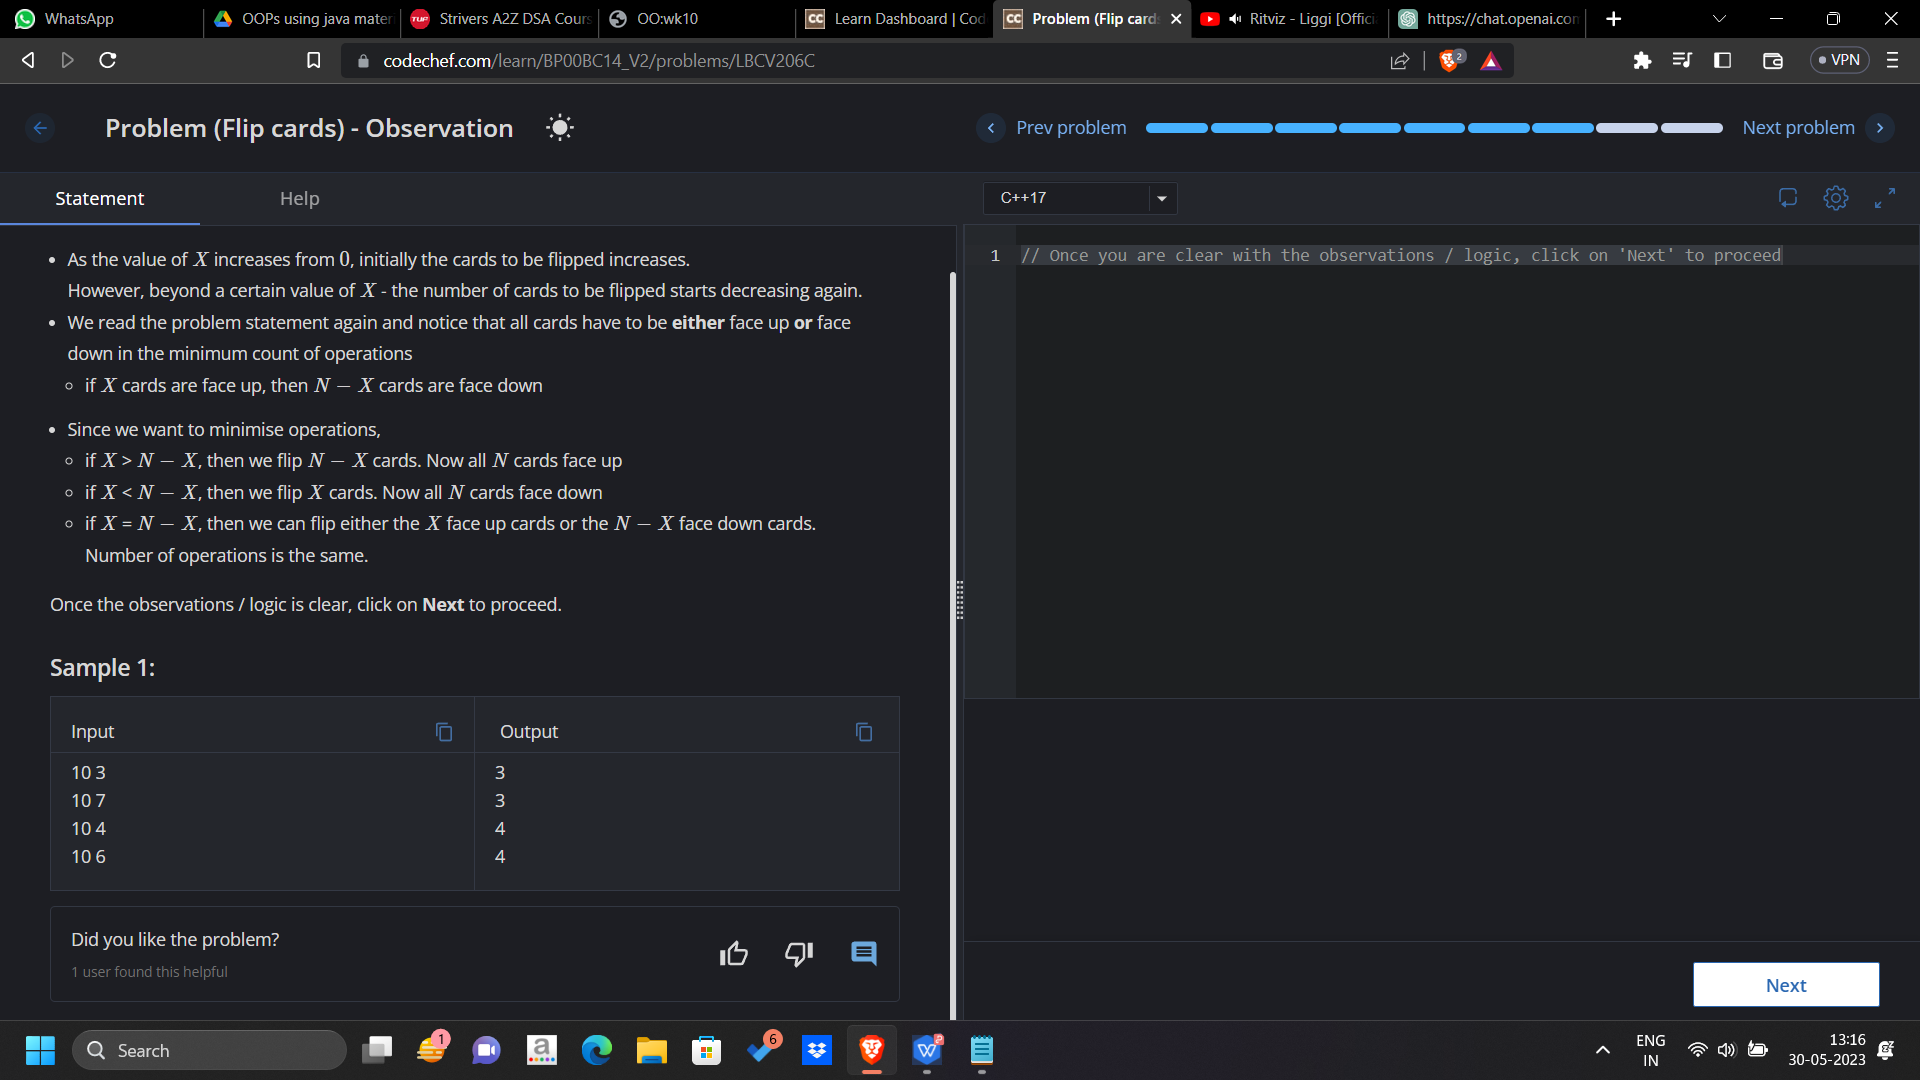 WhatsApp
OOPs using java mater
Strivers A2Z DSA Cours
OO:wk10
Learn Dashboard | Cod
Problem (Flip cards
Ritviz - Liggi [Offici
https://chat.openai.con
codechef.com/learn/BP00BC14_V2/problems/LBCV206C
2
VPN
Problem (Flip cards) - Observation
Prev problem
Next problem
Statement
Help
C++17
• As the value of X increases from 0, initially the cards to be flipped increases.
However, beyond a certain value of X - the number of cards to be flipped starts decreasing again.
• We read the problem statement again and notice that all cards have to be either face up or face
down in the minimum count of operations
◦ if X cards are face up, then N − X cards are face down
• Since we want to minimise operations,
◦ if X > N − X, then we flip N − X cards. Now all N cards face up
◦ if X < N − X, then we flip X cards. Now all N cards face down
◦ if X = N − X, then we can flip either the X face up cards or the N − X face down cards.
Number of operations is the same.
Once the observations / logic is clear, click on Next to proceed.
Sample 1:
Input
Output
10 3
3
10 7
3
10 4
4
10 6
4
Did you like the problem?
1 user found this helpful
1
// Once you are clear with the observations / logic, click on 'Next' to proceed
Next
Search
1
6
ENG
IN
13:16
30-05-2023